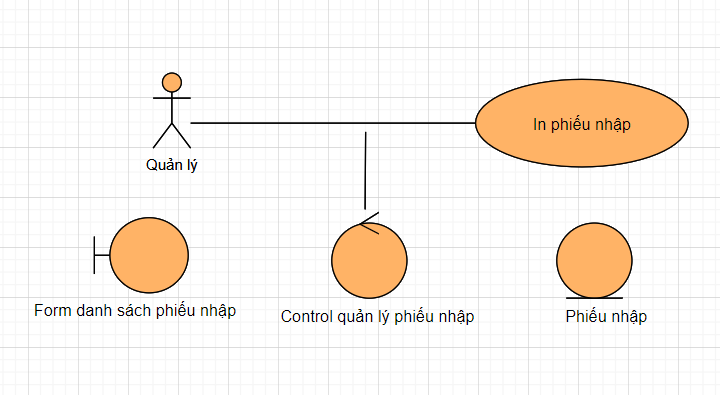 In phiếu nhập
Quản lý
Form danh sách phiếu nhập
Control quản lý phiếu nhập
Phiếu nhập